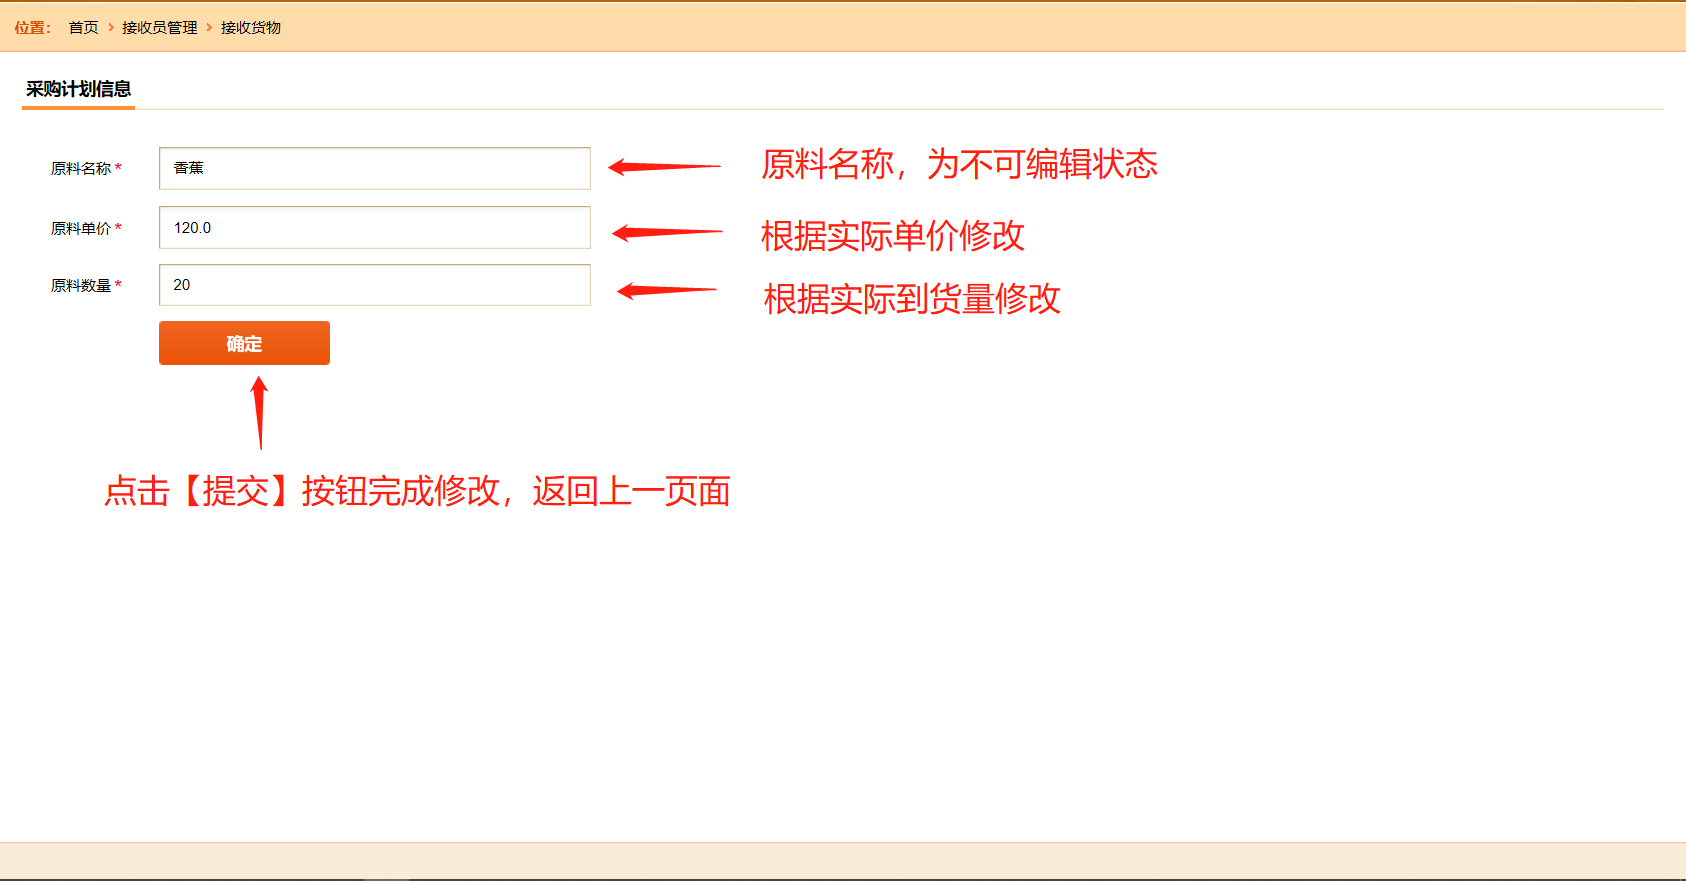 位置： 首页 > 接收员管理 > 接收货物
采购计划信息
原料名称* 香蕉
原料名称，为不可编辑状态
原料单价* 120.0
根据实际单价修改
原料数量* 20
根据实际到货量修改
确定
点击【提交】按钮完成修改，返回上一页面